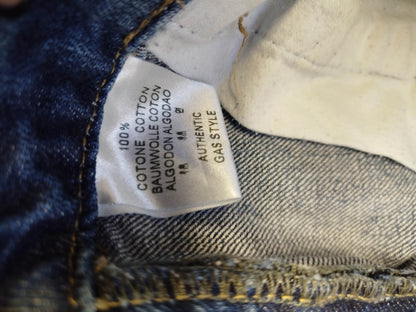 100%
COTONE COTTON
BAUMWOLLE COTON
ALGODON ALGODAO
AUTHENTIC
GAS STYLE